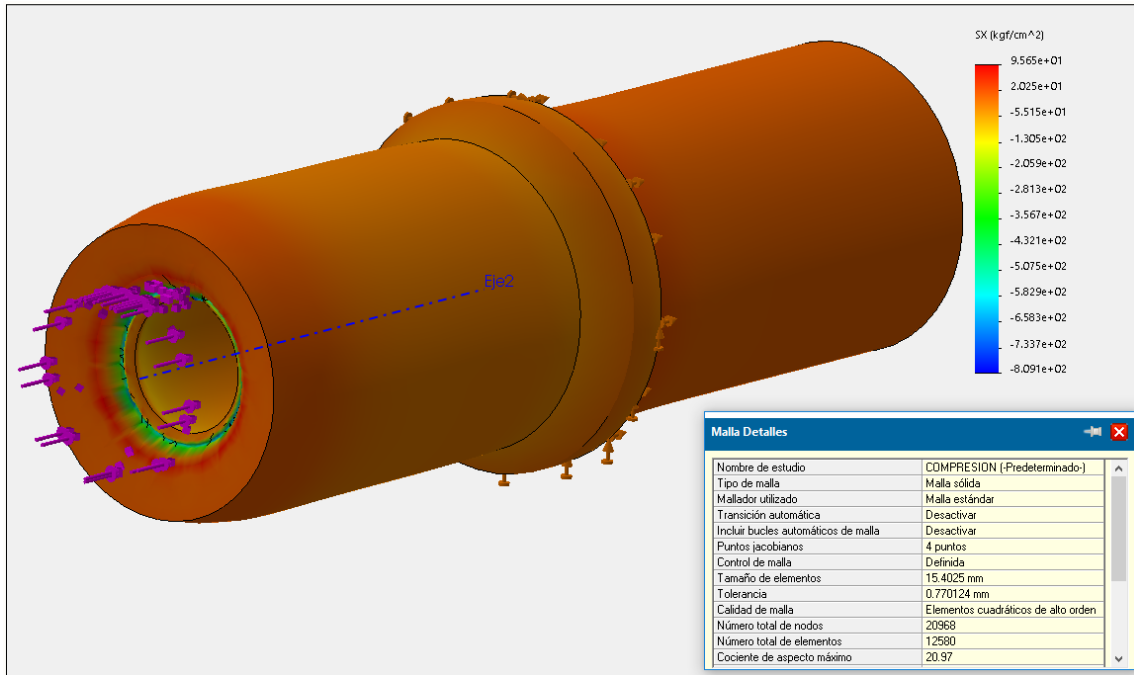 SX (kgf/cm^2)
9.565e+01
2.025e+01
-5.515e+01
-1.305e+02
-2.059e+02
-2.813e+02
-3.567e+02
-4.321e+02
-5.075e+02
-5.829e+02
-6.583e+02
-7.337e+02
-8.091e+02
Eje2
Malla Detalles
Nombre de estudio COMPRESION (-Predeterminado-)
Tipo de malla Malla sólida
Mallador utilizado Malla estándar
Transición automática Desactivar
Incluir bucles automáticos de malla Desactivar
Puntos jacobianos 4 puntos
Control de malla Definida
Tamaño de elementos 15.4025 mm
Tolerancia 0.770124 mm
Calidad de malla Elementos cuadráticos de alto orden
Número total de nodos 20968
Número total de elementos 12580
Cociente de aspecto máximo 20.97